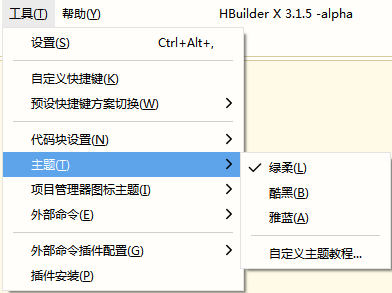 工具(T) 帮助(Y) HBuilder X 3.1.5 -alpha
设置(S) Ctrl+Alt+,
自定义快捷键(K)
预设快捷键方案切换(W)
代码块设置(N)
主题(T)
绿柔(L)
项目管理器图标主题(I)
酷黑(B)
外部命令(E)
雅蓝(A)
外部命令插件配置(G)
自定义主题教程...
插件安装(P)